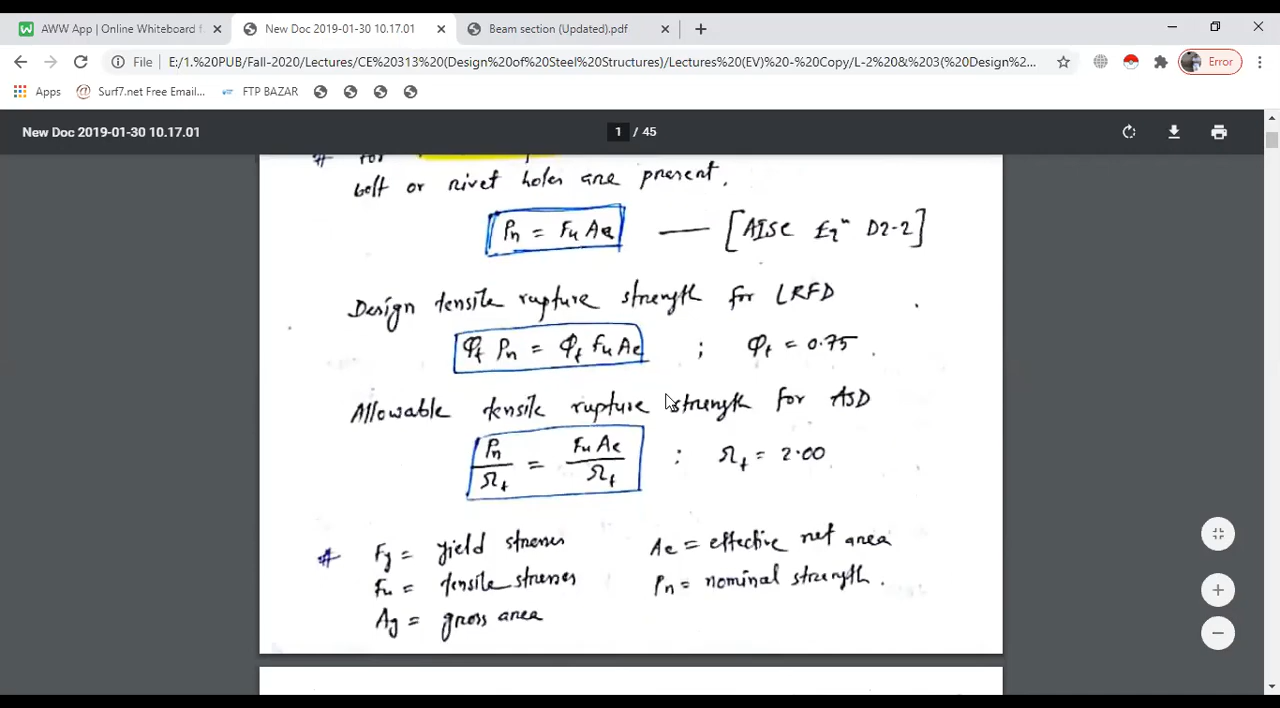 AWW App | Online Whiteboard f
New Doc 2019-01-30 10.17.01
Beam section (Updated).pdf
File
E:/1.%20PUB/Fall-2020/Lectures/CE%20313%20(Design%20of%20Steel%20Structures)/Lectures%20(EV)%20-%20Copy/L-2%20&%203(%20Design%2...
Error
Apps
Surf7.net Free Email...
FTP BAZAR
New Doc 2019-01-30 10.17.01
1 / 45
# For
bolt or rivet holes are present.
Pn = Fu Ae — [AISC Eqn D2-2]
Design tensile rupture strength for LRFD
Φt Pn = Φt Fu Ae ; Φt = 0.75
Allowable tensile rupture strength for ASD
Pn/Ωt = Fu Ae/Ωt : Ωt = 2.00
# Fy = yield stresses Ae = effective net area
Fu = tensile stresses Pn = nominal strength.
Ag = gross area